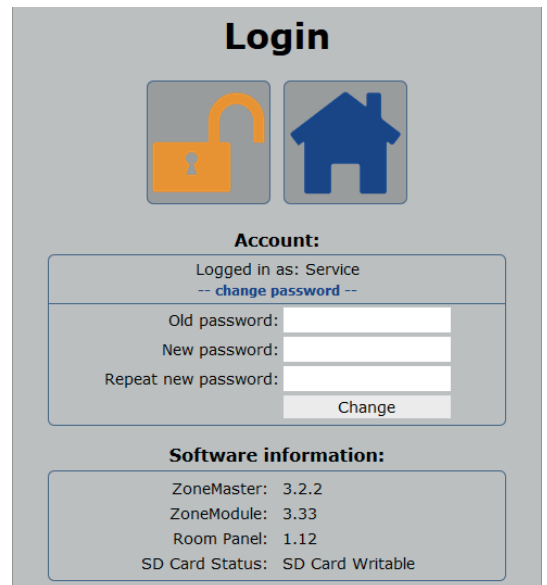 Login
Account:
Logged in as: Service
-- change password --
Old password:
New password:
Repeat new password:
Change
Software information:
ZoneMaster: 3.2.2
ZoneModule: 3.33
Room Panel: 1.12
SD Card Status: SD Card Writable